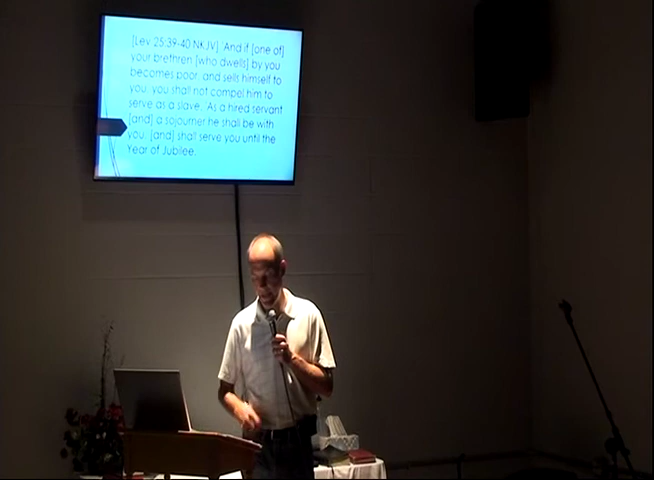 [Lev 25:39-40 NKJV] 'And if [one of]
your brethren [who dwells] by you
becomes poor, and sells himself to
you, you shall not compel him to
serve as a slave. 'As a hired servant
[and] a sojourner he shall be with
you, [and] shall serve you until the
Year of Jubilee.